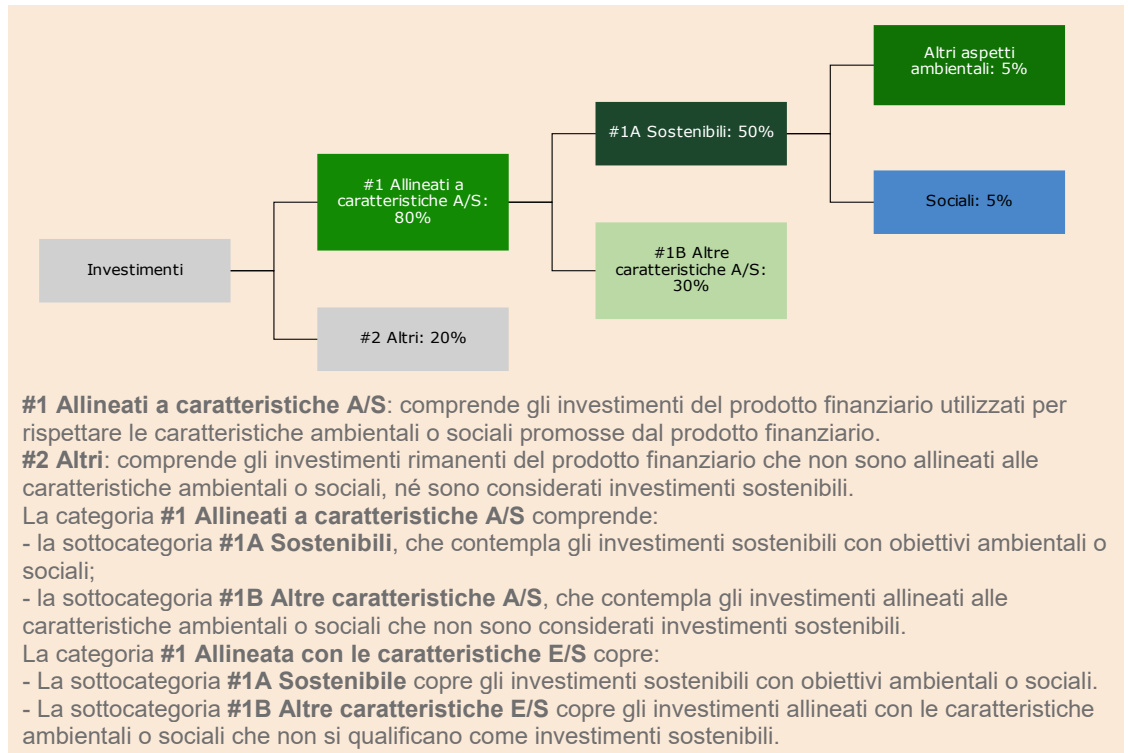 Altri aspetti
ambientali: 5%
#1A Sostenibili: 50%
#1 Allineati a
caratteristiche A/S:
80%
Sociali: 5%
#1B Altre
caratteristiche A/S:
30%
Investimenti
#2 Altri: 20%
#1 Allineati a caratteristiche A/S: comprende gli investimenti del prodotto finanziario utilizzati per
rispettare le caratteristiche ambientali o sociali promosse dal prodotto finanziario.
#2 Altri: comprende gli investimenti rimanenti del prodotto finanziario che non sono allineati alle
caratteristiche ambientali o sociali, né sono considerati investimenti sostenibili.
La categoria #1 Allineati a caratteristiche A/S comprende:
- la sottocategoria #1A Sostenibili, che contempla gli investimenti sostenibili con obiettivi ambientali o
sociali;
- la sottocategoria #1B Altre caratteristiche A/S, che contempla gli investimenti allineati alle
caratteristiche ambientali o sociali che non sono considerati investimenti sostenibili.
La categoria #1 Allineata con le caratteristiche E/S copre:
- La sottocategoria #1A Sostenibile copre gli investimenti sostenibili con obiettivi ambientali o sociali.
- La sottocategoria #1B Altre caratteristiche E/S copre gli investimenti allineati con le caratteristiche
ambientali o sociali che non si qualificano come investimenti sostenibili.